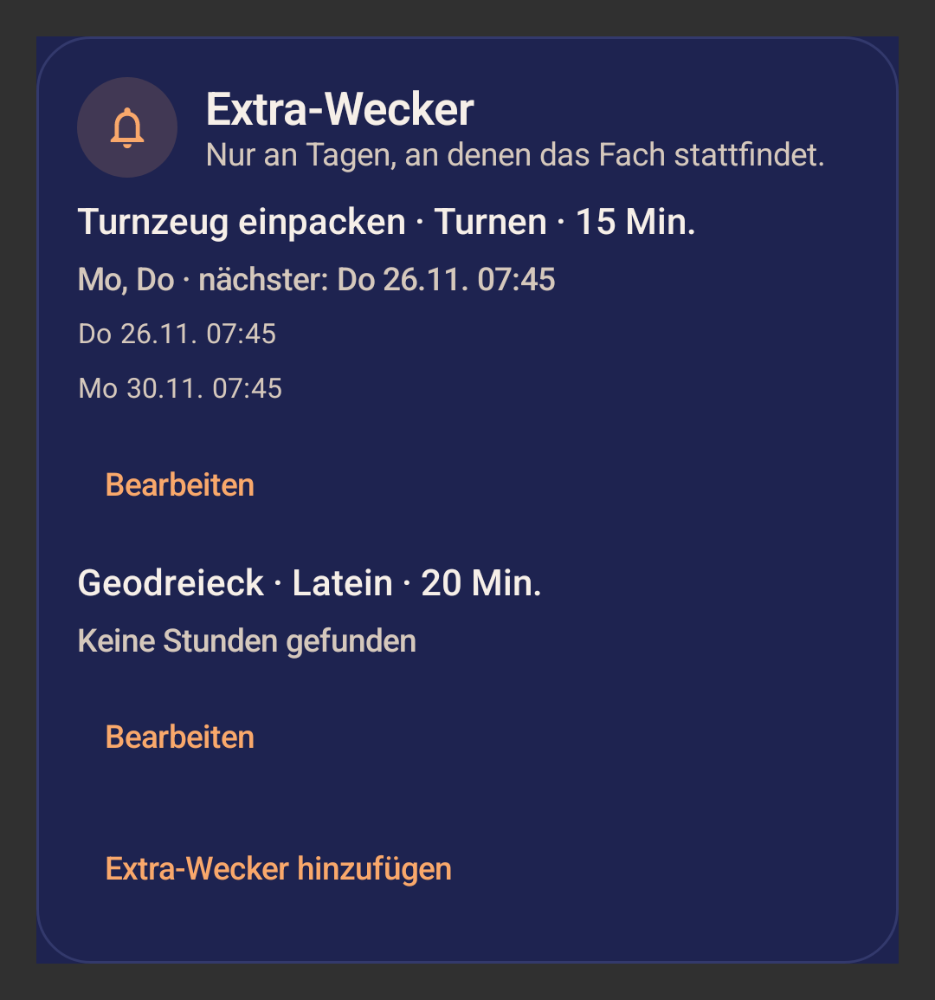 Extra-Wecker
Nur an Tagen, an denen das Fach stattfindet.
Turnzeug einpacken · Turnen · 15 Min.
Mo, Do · nächster: Do 26.11. 07:45
Do 26.11. 07:45
Mo 30.11. 07:45
Bearbeiten
Geodreieck · Latein · 20 Min.
Keine Stunden gefunden
Bearbeiten
Extra-Wecker hinzufügen